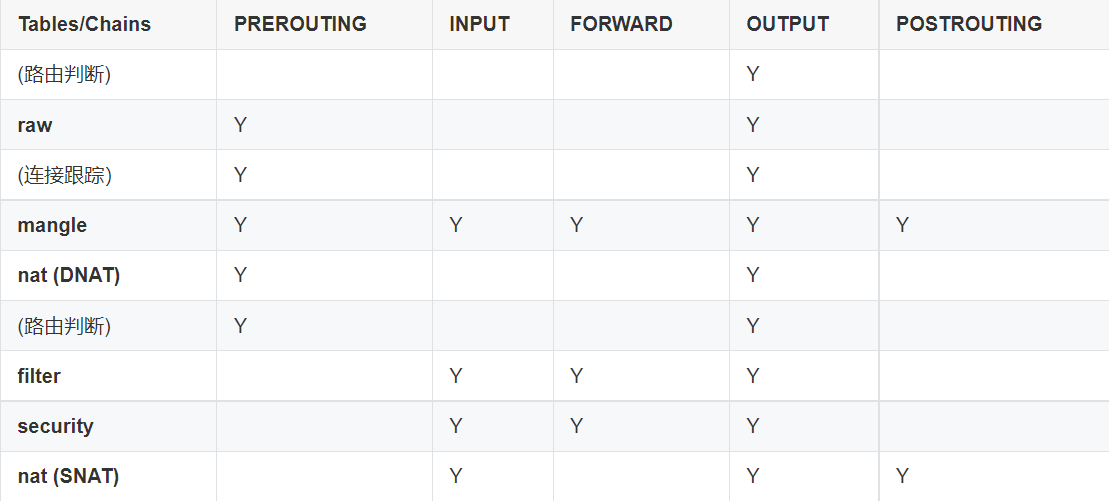 Tables/Chains PREROUTING INPUT FORWARD OUTPUT POSTROUTING
(路由判断) Y
raw Y Y
(连接跟踪) Y Y
mangle Y Y Y Y Y
nat (DNAT) Y Y
(路由判断) Y Y
filter Y Y Y
security Y Y Y
nat (SNAT) Y Y Y